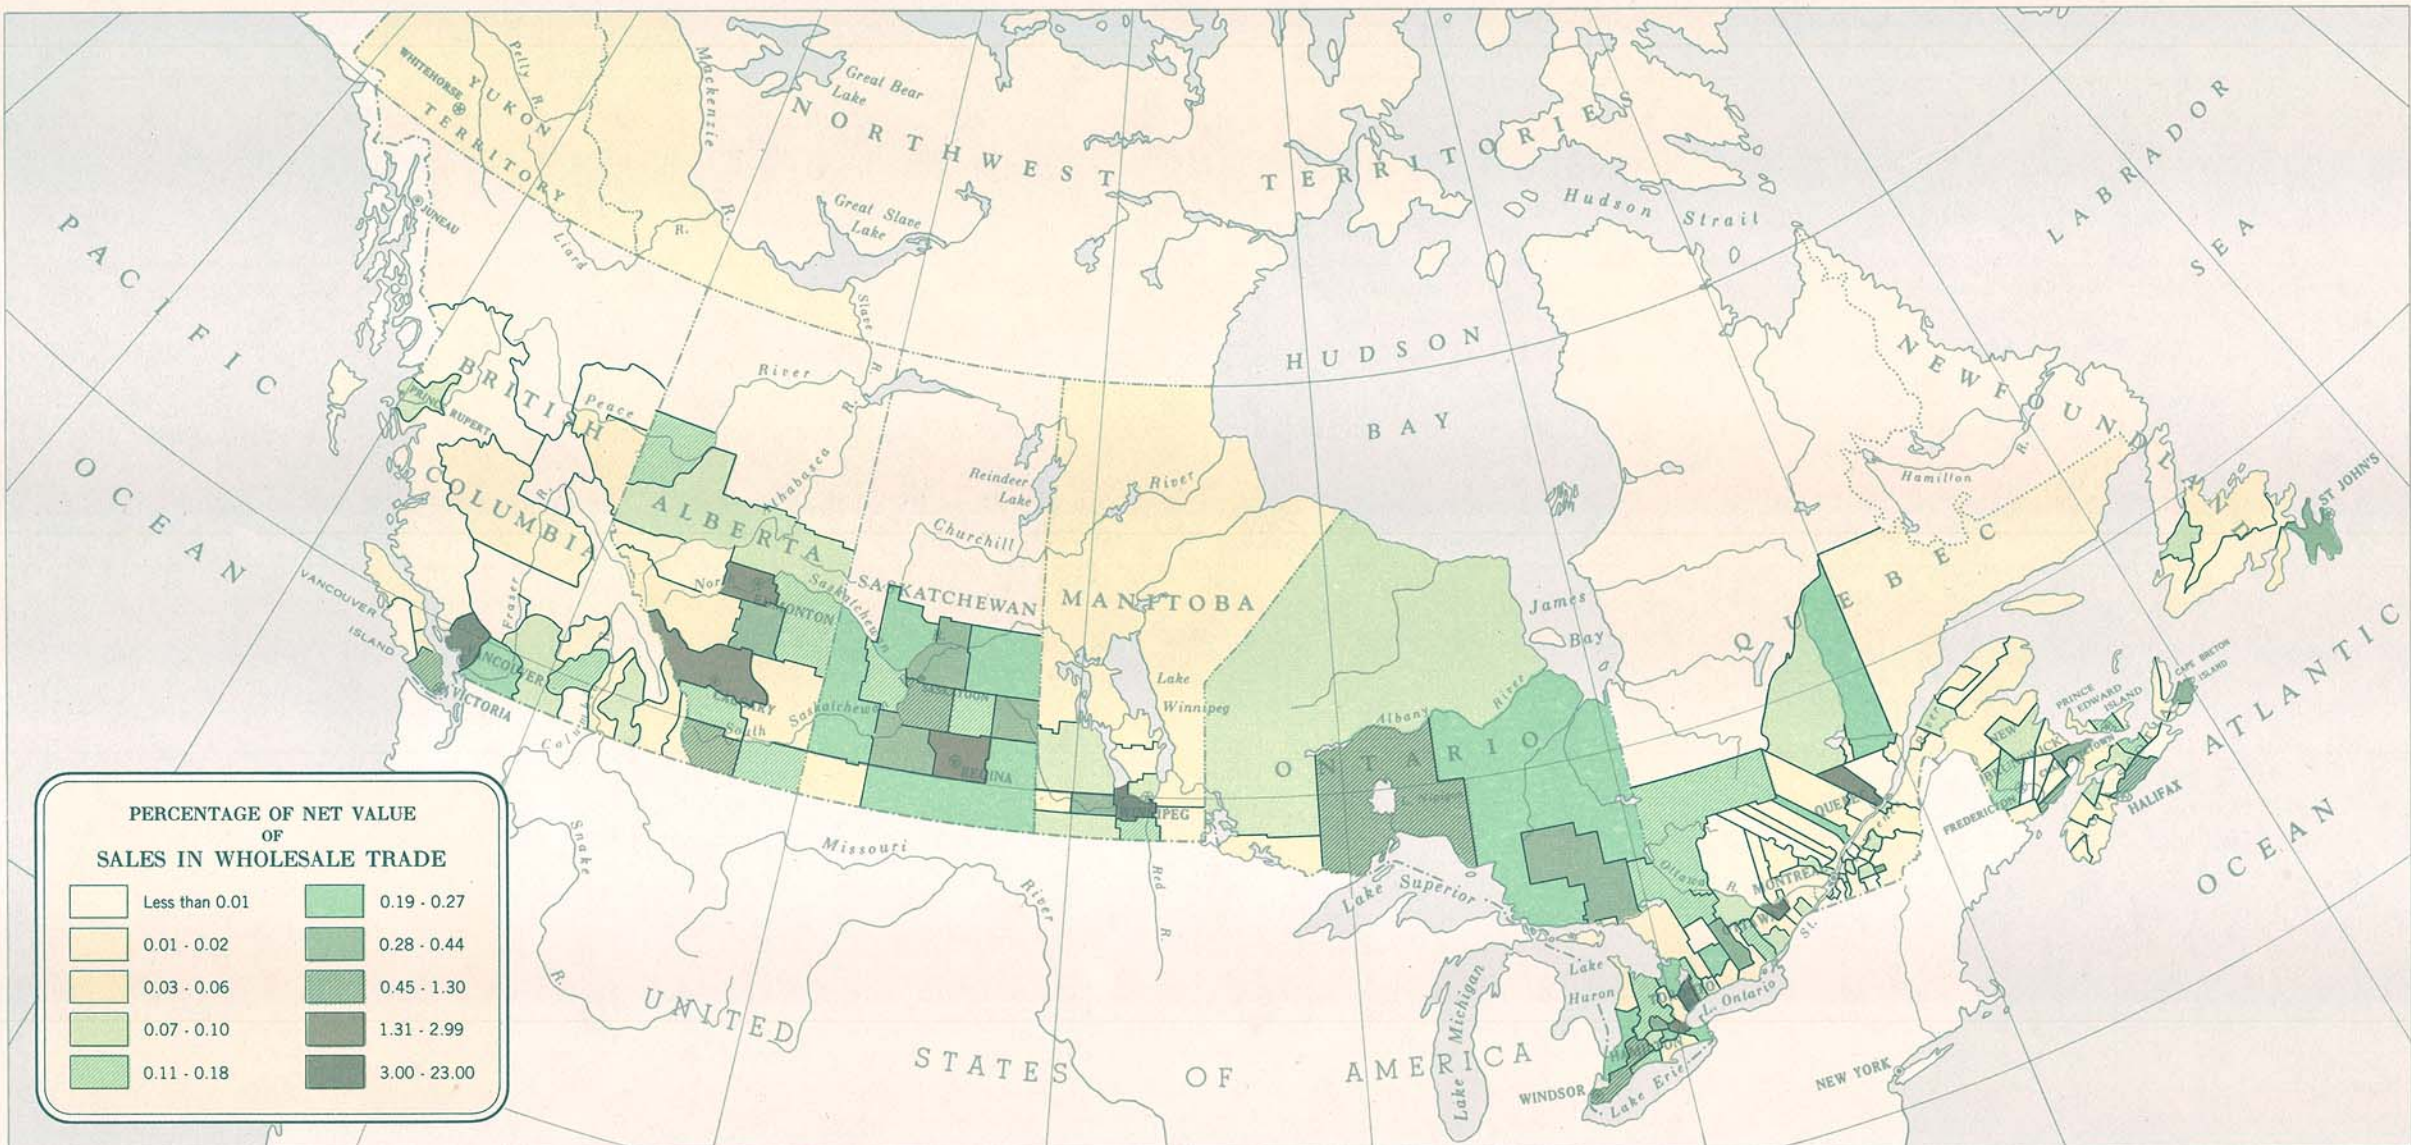 WHITEHORSE
Pelly R.
YUKON
TERRITORY
Mackenzie
R.
Great Bear
Lake
NORTHWEST TERRITORIES
Great Slave
Lake
Liard
R.
Slave
R.
JUNEAU
PACIFIC
OCEAN
Hudson Strait
LABRADOR
SEA
HUDSON
BAY
BRITISH
COLUMBIA
PRINCE RUPERT
Peace
River
R.
Athabasca
R.
ALBERTA
Reindeer
Lake
Churchill
River
North
Saskatchewan
EDMONTON
SASKATCHEWAN
MANITOBA
Fraser
R.
VANCOUVER
ISLAND
VANCOUVER
VICTORIA
Columbia
CALGARY
South Saskatchewan
SASKATOON
REGINA
Lake
Winnipeg
WINNIPEG
James
Bay
Albany
River
ONTARIO
L. Nipigon
QUEBEC
NEWFOUNDLAND
Hamilton
R.
ST JOHN'S
CAPE BRETON
ISLAND
PRINCE
EDWARD
ISLAND
NEW
BRUNSWICK
FREDERICTON
HALIFAX
ATLANTIC
OCEAN
QUEBEC
Ottawa
R.
MONTREAL
OTTAWA
St.
Lake Superior
Lake
Huron
Lake Michigan
TORONTO
L. Ontario
HAMILTON
WINDSOR
Lake Erie
NEW YORK
Snake
R.
Missouri
River
Red
R.
UNITED
STATES OF AMERICA
PERCENTAGE OF NET VALUE
OF
SALES IN WHOLESALE TRADE
Less than 0.01
0.01 - 0.02
0.03 - 0.06
0.07 - 0.10
0.11 - 0.18
0.19 - 0.27
0.28 - 0.44
0.45 - 1.30
1.31 - 2.99
3.00 - 23.00